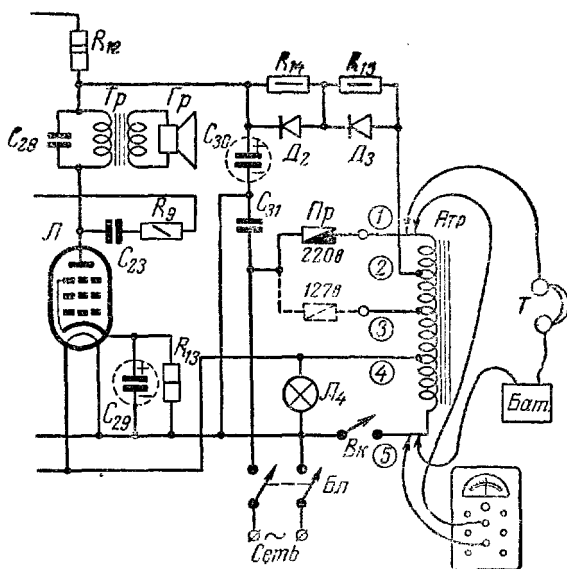 R12
R14
R15
Тр
Гр
C28
C30
Д2
Д3
Л
C23
R9
C31
Пр
220в
127в
1
2
3
4
5
Атр
Т
Бат.
R13
C29
Л4
Вк
Бл
Сеть